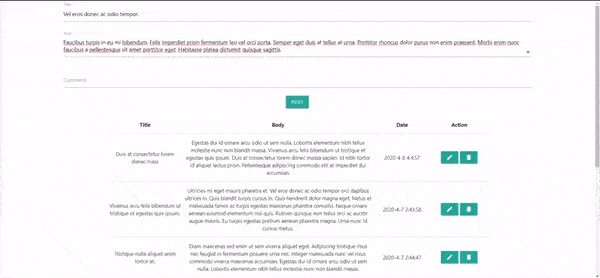 Title
Vel eros donec ac odio tempor.
Post
Faucibus turpis in eu mi bibendum. Felis imperdiet proin fermentum leo vel orci porta. Semper eget duis at tellus at urna. Porttitor rhoncus dolor purus non enim praesent. Morbi enim nunc
faucibus a pellentesque sit amet porttitor eget. Habitasse platea dictumst quisque sagittis.
Comments
POST
Title Body Date Action
Duis at consectetur lorem
donec massa
Egestas dui id ornare arcu odio ut sem nulla. Lobortis elementum nibh tellus
molestie nunc non blandit massa. Vivamus arcu felis bibendum ut tristique et
egestas quis ipsum. Duis at consectetur lorem donec massa sapien. Id nibh tortor
id aliquet lectus proin. Pellentesque adipiscing commodo elit at imperdiet dui
accumsan.
2020-4-8 4:4:57
Vivamus arcu felis bibendum ut
tristique et egestas quis ipsum.
Ultricies mi eget mauris pharetra et. Vel eros donec ac odio tempor orci dapibus
ultrices in. Quis blandit turpis cursus in. Quis hendrerit dolor magna eget. Netus et
malesuada fames ac turpis egestas maecenas pharetra convallis. Neque ornare
aenean euismod elementum nisi quis. Rutrum quisque non tellus orci ac auctor
augue mauris. Eu turpis egestas pretium aenean pharetra magna. Urna nunc id
cursus metus.
2020-4-7 2:43:58
Tristique nulla aliquet enim
tortor at.
Diam maecenas sed enim ut sem viverra aliquet eget. Adipiscing tristique risus
nec feugiat in fermentum posuere urna nec. Integer malesuada nunc vel risus
commodo viverra maecenas accumsan. Egestas dui id ornare arcu odio ut sem
nulla. Lobortis elementum nibh tellus molestie nunc non blandit massa.
2020-4-7 2:44:47